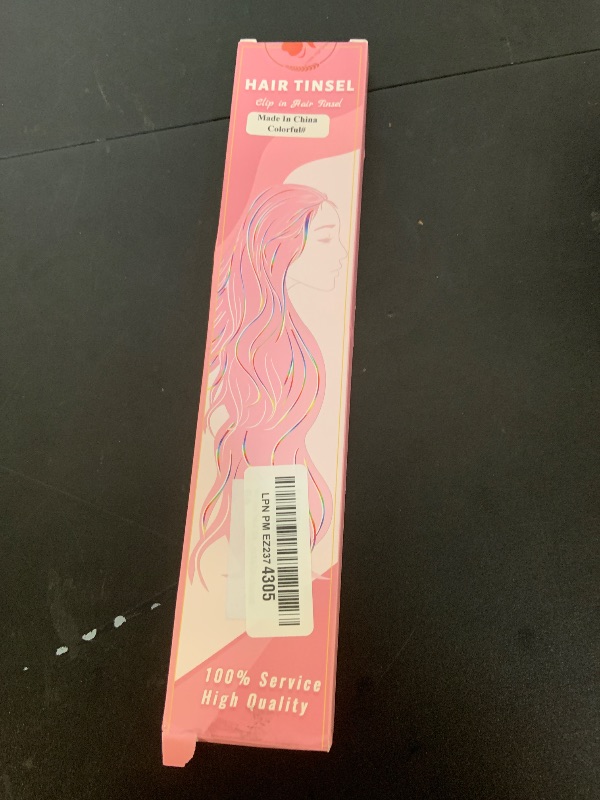 HAIR TINSEL
Clip in Hair Tinsel
Made In China
Colorful#
LPN PM EZ237 4305
100% Service
High Quality